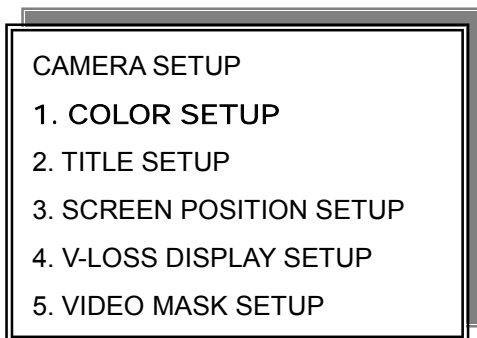 CAMERA SETUP
1. COLOR SETUP
2. TITLE SETUP
3. SCREEN POSITION SETUP
4. V-LOSS DISPLAY SETUP
5. VIDEO MASK SETUP